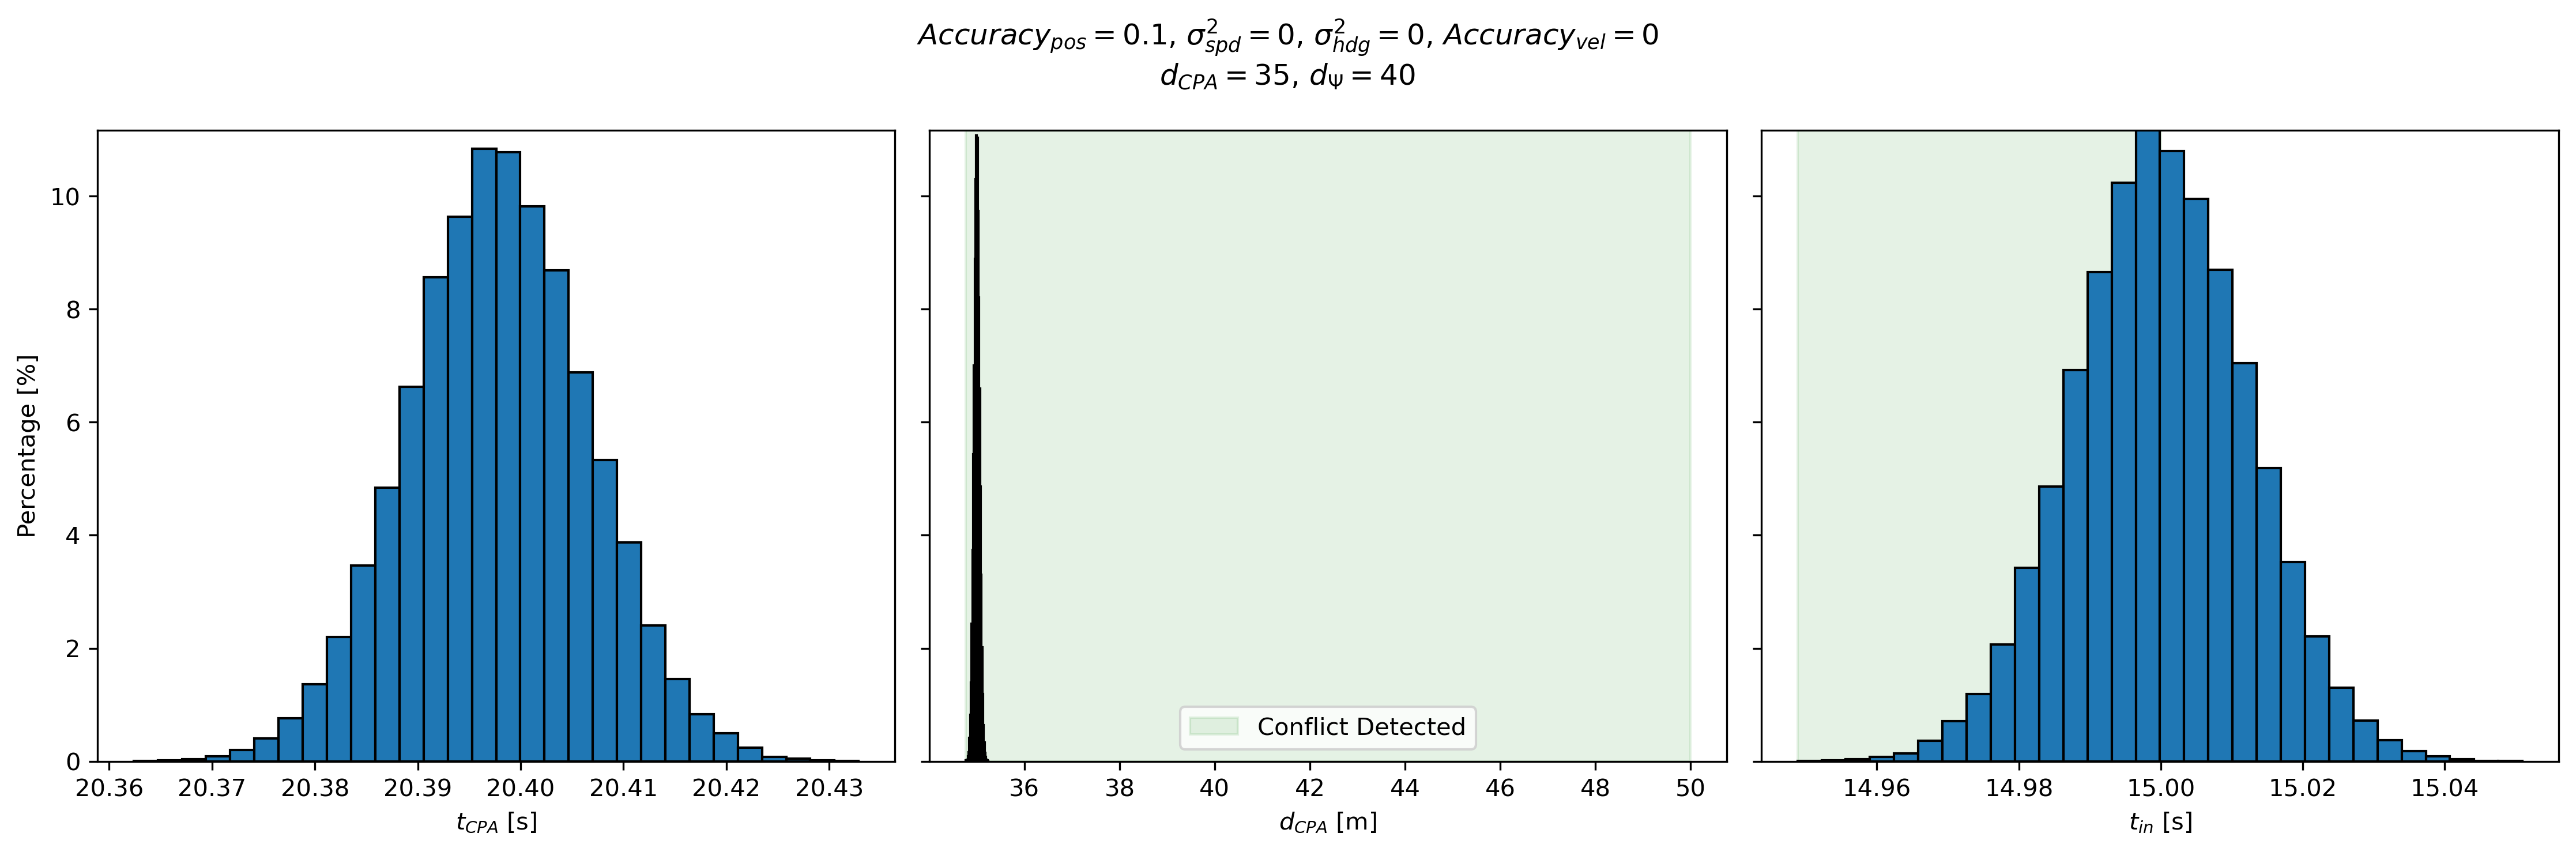 Accuracy_pos = 0.1, σ²_spd = 0, σ²_hdg = 0, Accuracy_vel = 0
d_CPA = 35, d_Ψ = 40
Percentage [%]
10
8
6
4
2
0
20.36 20.37 20.38 20.39 20.40 20.41 20.42 20.43
t_CPA [s]
Conflict Detected
36 38 40 42 44 46 48 50
d_CPA [m]
14.96 14.98 15.00 15.02 15.04
t_in [s]